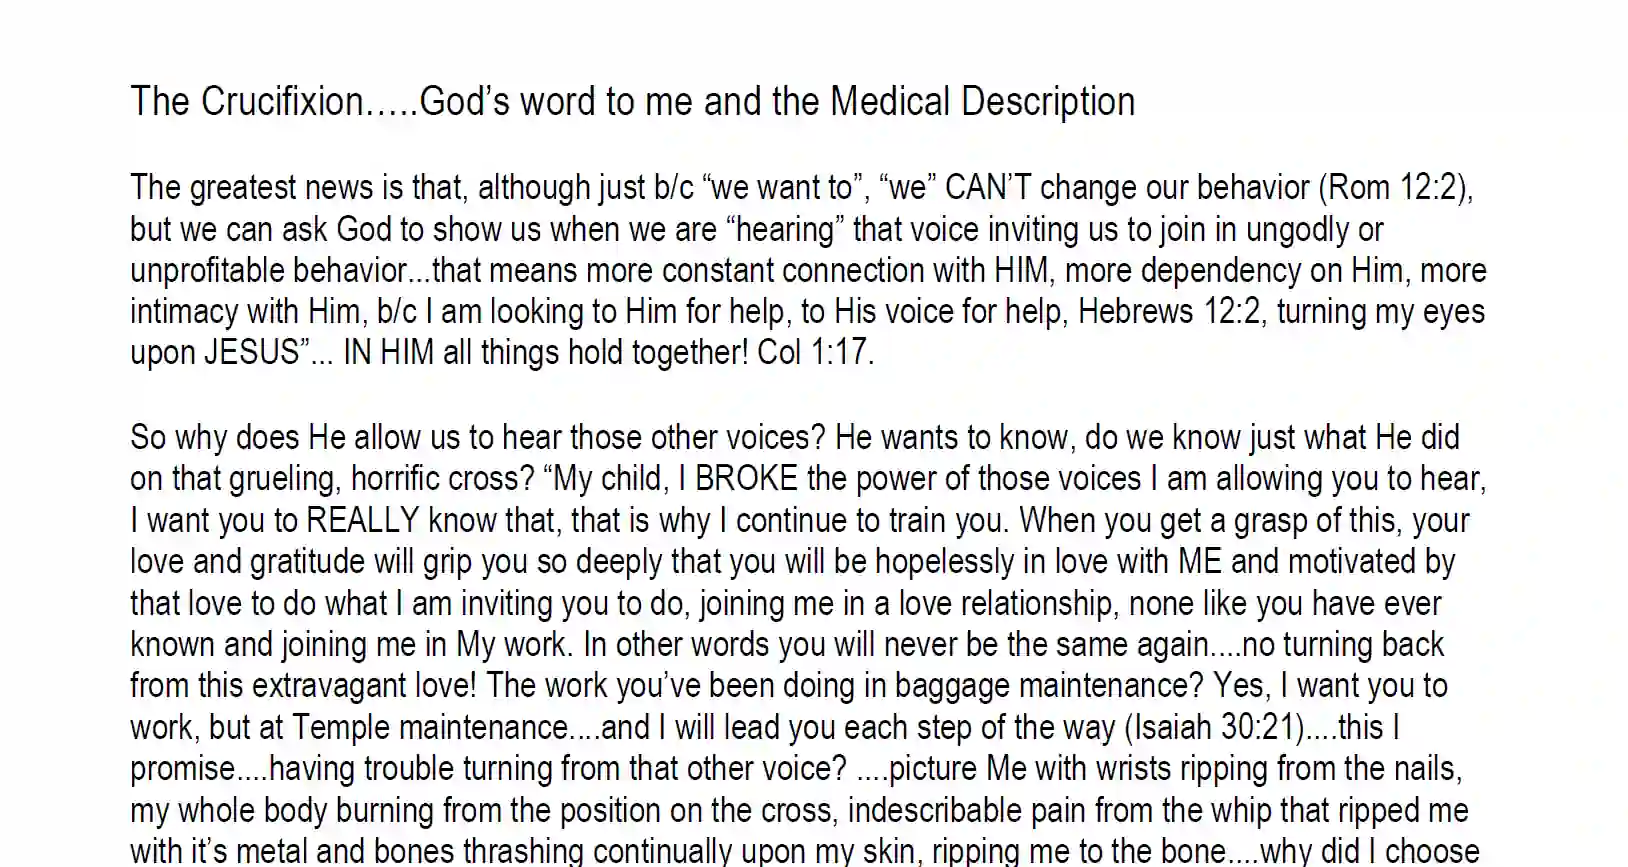 The Crucifixion.....God’s word to me and the Medical Description
The greatest news is that, although just b/c “we want to”, “we” CAN’T change our behavior (Rom 12:2),
but we can ask God to show us when we are “hearing” that voice inviting us to join in ungodly or
unprofitable behavior...that means more constant connection with HIM, more dependency on Him, more
intimacy with Him, b/c I am looking to Him for help, to His voice for help, Hebrews 12:2, turning my eyes
upon JESUS”... IN HIM all things hold together! Col 1:17.
So why does He allow us to hear those other voices? He wants to know, do we know just what He did
on that grueling, horrific cross? “My child, I BROKE the power of those voices I am allowing you to hear,
I want you to REALLY know that, that is why I continue to train you. When you get a grasp of this, your
love and gratitude will grip you so deeply that you will be hopelessly in love with ME and motivated by
that love to do what I am inviting you to do, joining me in a love relationship, none like you have ever
known and joining me in My work. In other words you will never be the same again....no turning back
from this extravagant love! The work you’ve been doing in baggage maintenance? Yes, I want you to
work, but at Temple maintenance....and I will lead you each step of the way (Isaiah 30:21)....this I
promise....having trouble turning from that other voice? ....picture Me with wrists ripping from the nails,
my whole body burning from the position on the cross, indescribable pain from the whip that ripped me
with it’s metal and bones thrashing continually upon my skin, ripping me to the bone....why did I choose